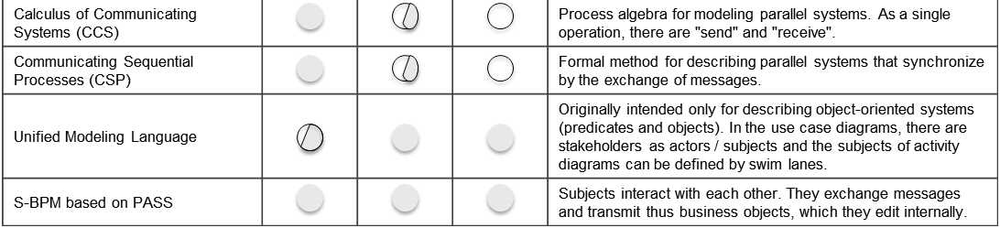 Calculus of Communicating
Systems (CCS)
Process algebra for modeling parallel systems. As a single
operation, there are "send" and "receive".
Communicating Sequential
Processes (CSP)
Formal method for describing parallel systems that synchronize
by the exchange of messages.
Unified Modeling Language
Originally intended only for describing object-oriented systems
(predicates and objects). In the use case diagrams, there are
stakeholders as actors / subjects and the subjects of activity
diagrams can be defined by swim lanes.
S-BPM based on PASS
Subjects interact with each other. They exchange messages
and transmit thus business objects, which they edit internally.